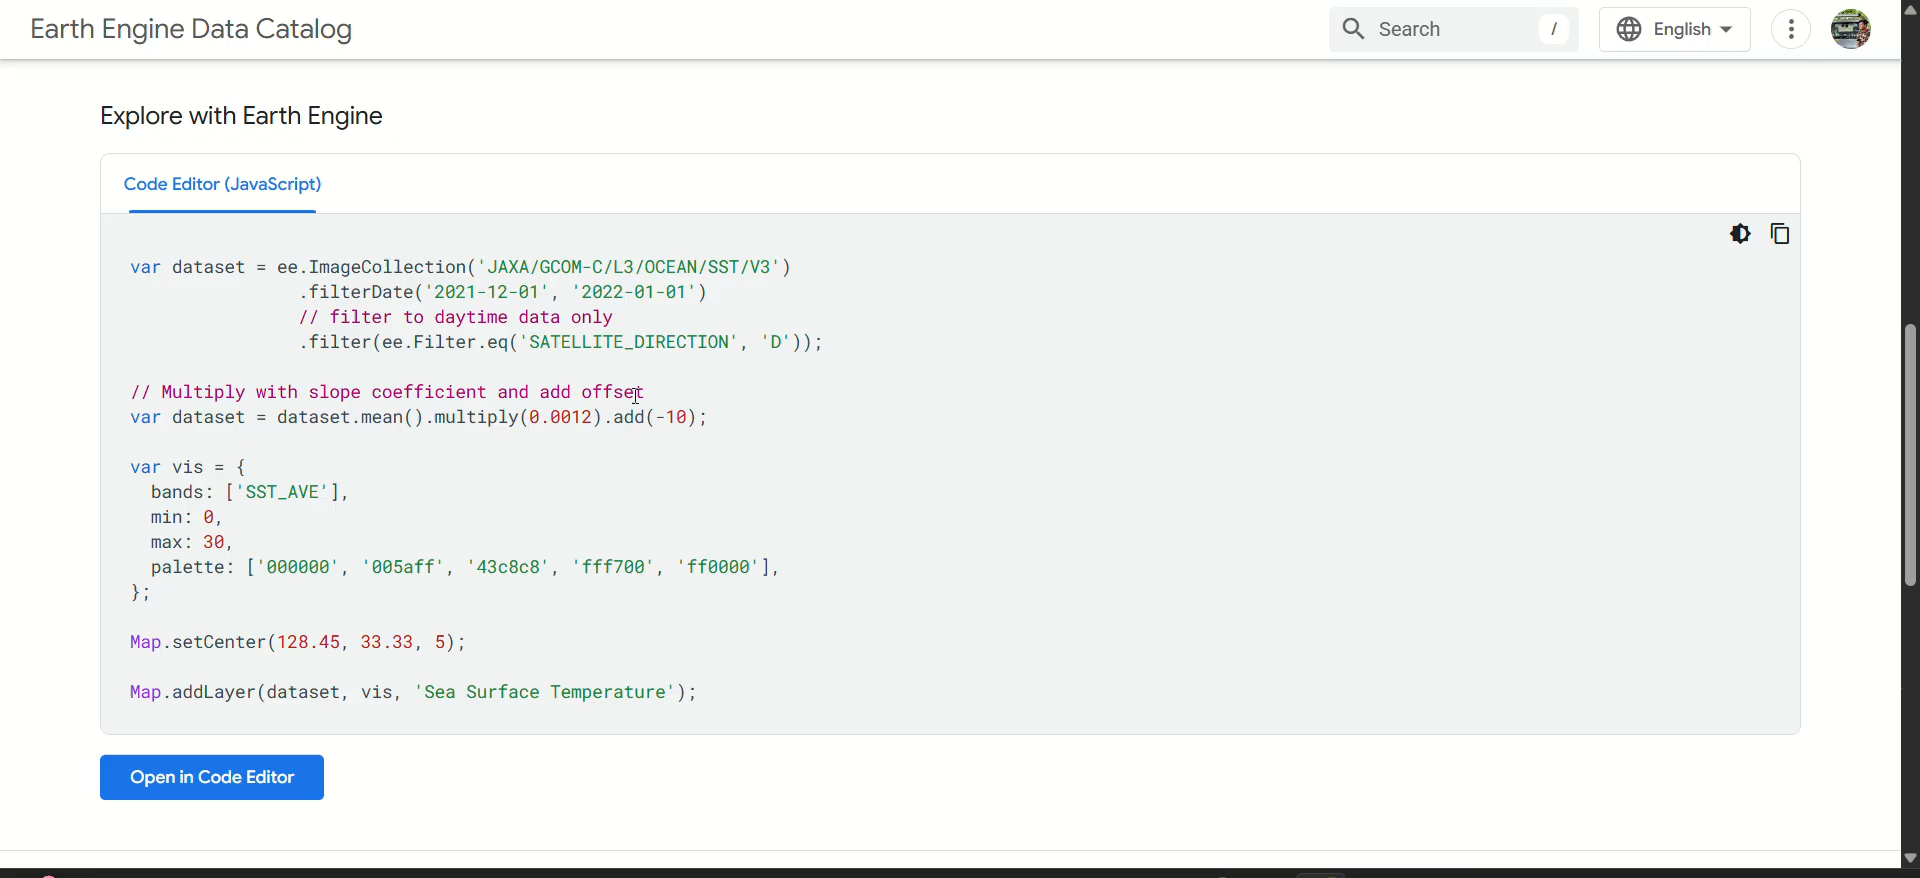 Earth Engine Data Catalog
Search
/
English
Explore with Earth Engine
Code Editor (JavaScript)
var dataset = ee.ImageCollection('JAXA/GCOM-C/L3/OCEAN/SST/V3')
                .filterDate('2021-12-01', '2022-01-01')
                // filter to daytime data only
                .filter(ee.Filter.eq('SATELLITE_DIRECTION', 'D'));
// Multiply with slope coefficient and add offset
var dataset = dataset.mean().multiply(0.0012).add(-10);
var vis = {
  bands: ['SST_AVE'],
  min: 0,
  max: 30,
  palette: ['000000', '005aff', '43c8c8', 'fff700', 'ff0000'],
};
Map.setCenter(128.45, 33.33, 5);
Map.addLayer(dataset, vis, 'Sea Surface Temperature');
Open in Code Editor